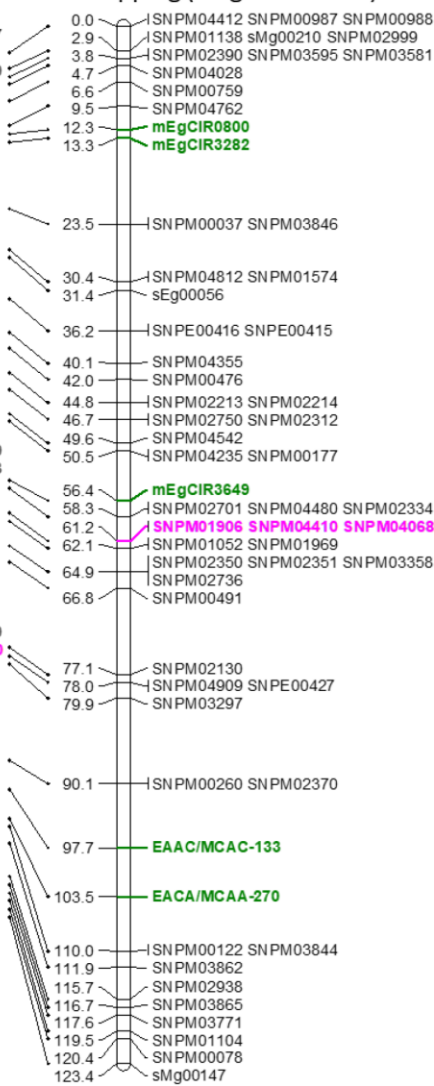 0.0 SNPM04412 SNPM00987 SNPM00988
2.9 SNPM01138 sMg00210 SNPM02999
3.8 SNPM02390 SNPM03595 SNPM03581
4.7 SNPM04028
6.6 SNPM00759
9.5 SNPM04762
12.3 mEgCIR0800
13.3 mEgCIR3282
23.5 SNPM00037 SNPM03846
30.4 SNPM04812 SNPM01574
31.4 sEg00056
36.2 SNPE00416 SNPE00415
40.1 SNPM04355
42.0 SNPM00476
44.8 SNPM02213 SNPM02214
46.7 SNPM02750 SNPM02312
49.6 SNPM04542
50.5 SNPM04235 SNPM00177
56.4 mEgCIR3649
58.3 SNPM02701 SNPM04480 SNPM02334
61.2 SNPM01906 SNPM04410 SNPM04068
62.1 SNPM01052 SNPM01969
64.9 SNPM02350 SNPM02351 SNPM03358
SNPM02736
66.8 SNPM00491
77.1 SNPM02130
78.0 SNPM04909 SNPE00427
79.9 SNPM03297
90.1 SNPM00260 SNPM02370
97.7 EAAC/MCAC-133
103.5 EACA/MCAA-270
110.0 SNPM00122 SNPM03844
111.9 SNPM03862
115.7 SNPM02938
116.7 SNPM03865
117.6 SNPM03771
119.5 SNPM01104
120.4 SNPM00078
123.4 sMg00147